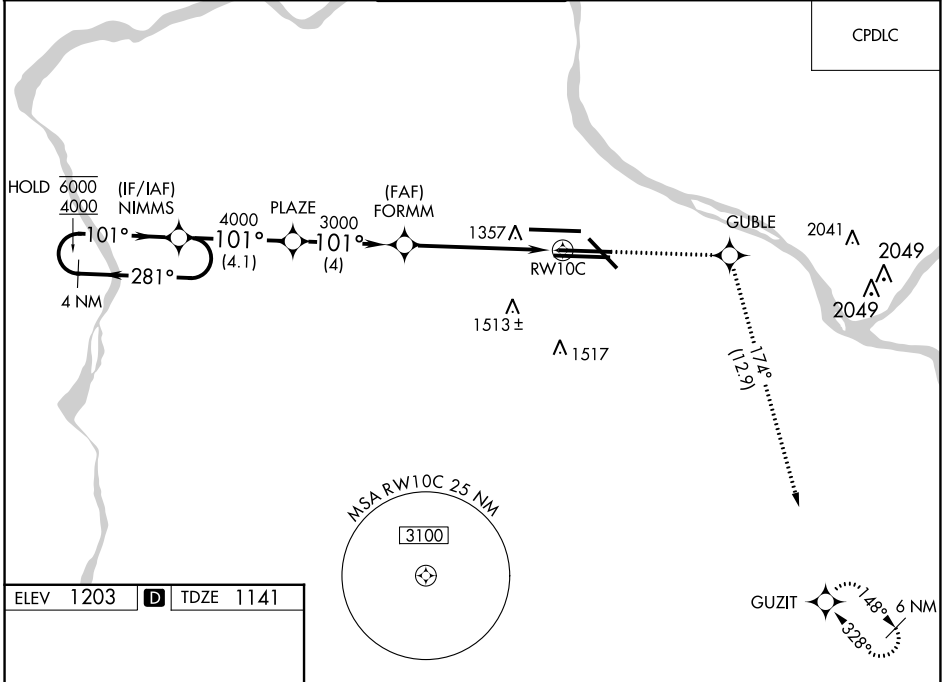 CPDLC
HOLD 6000
4000
(IF/IAF)
NIMMS
101°
281°
4 NM
4000
101°
(4.1)
PLAZE
3000
101°
(4)
(FAF)
FORMM
1357
RW10C
1513 ±
1517
GUBLE
2041
2049
2049
174°
(12.9)
MSA RW10C 25 NM
3100
GUZIT
148°
328°
6 NM
ELEV 1203 D TDZE 1141